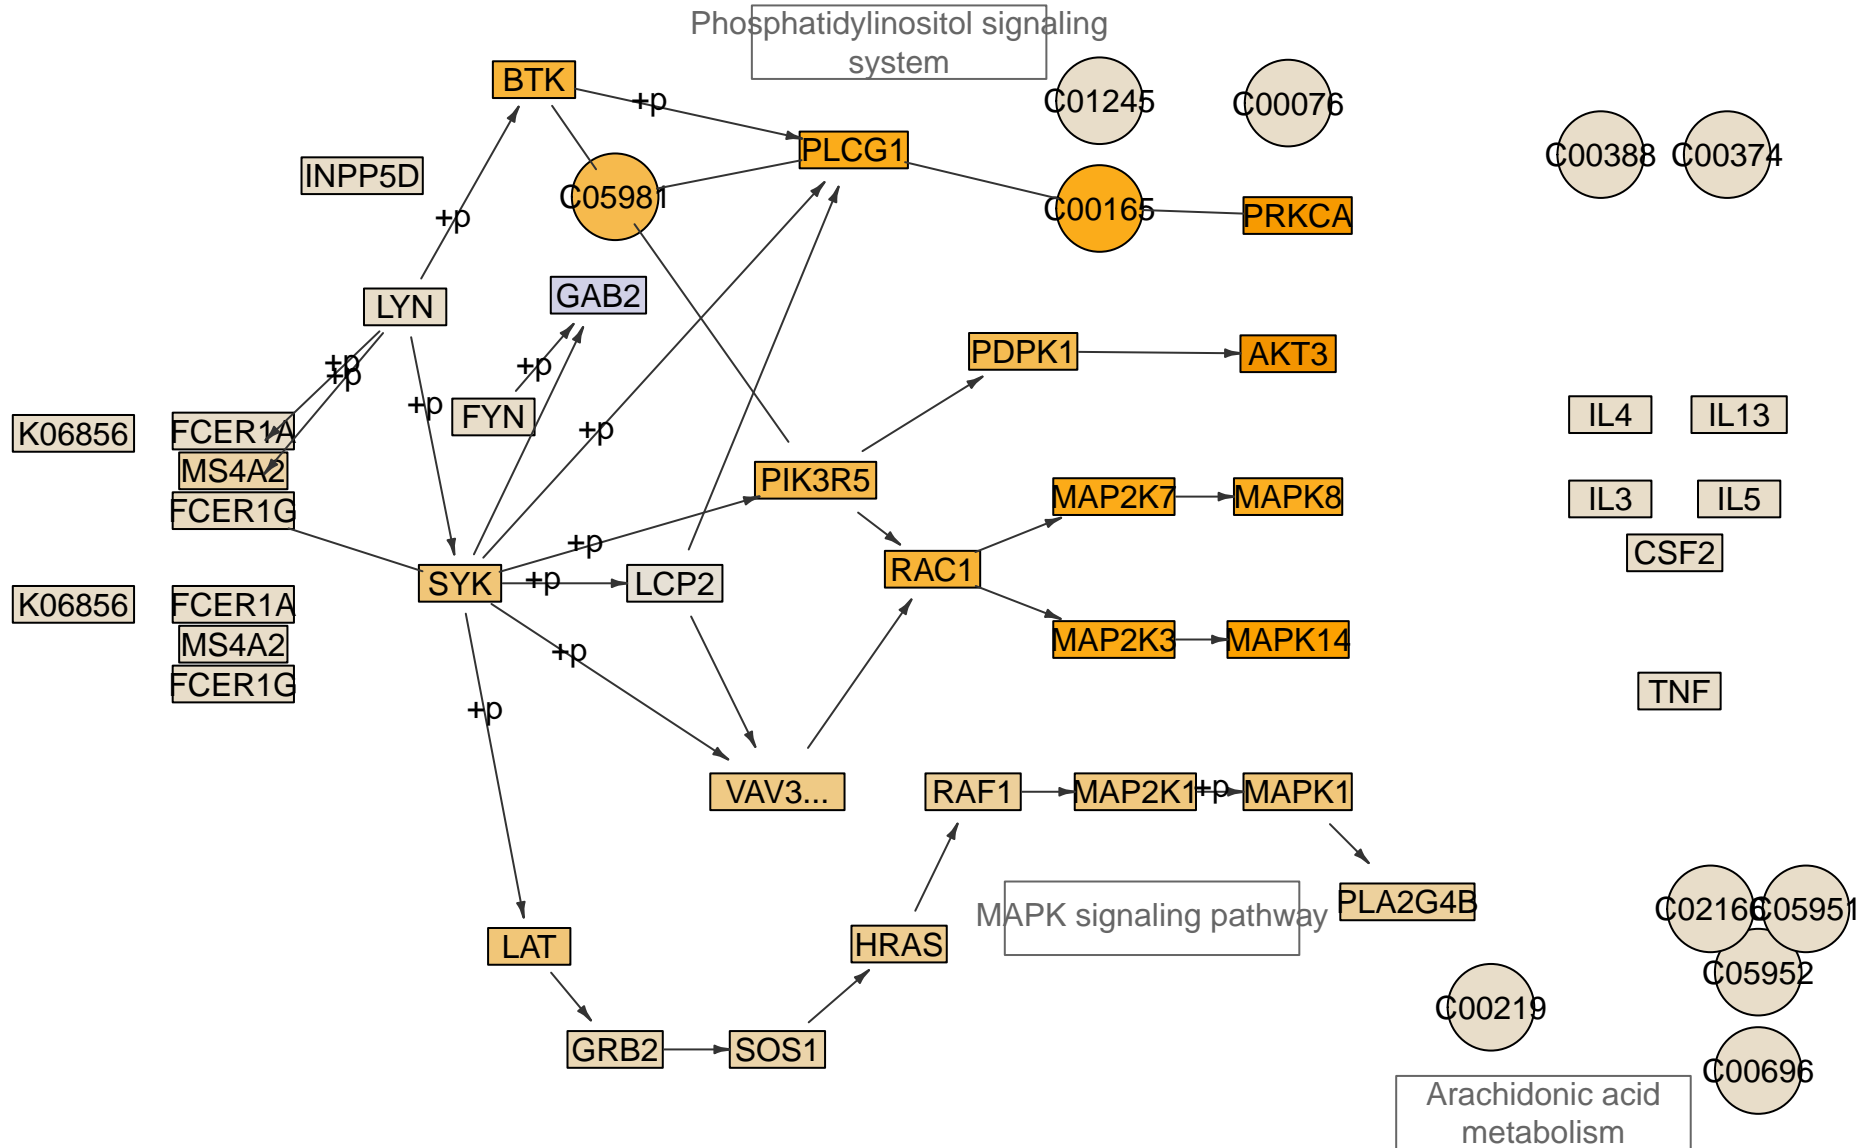 Phosphatidylinositol signaling
system
BTK
+p
C01245
C00076
PLCG1
C00388
C00374
INPP5D
C05981
C00165
PRKCA
+p
LYN
GAB2
+p
+p
+p
PDPK1
AKT3
+p
FYN
+p
K06856
FCER1A
MS4A2
FCER1G
IL4
IL13
PIK3R5
MAP2K7
MAPK8
IL3
IL5
+p
CSF2
SYK
+p
LCP2
RAC1
K06856
FCER1A
MS4A2
FCER1G
+p
MAP2K3
MAPK14
TNF
+p
VAV3...
RAF1
MAP2K1
+p
MAPK1
MAPK signaling pathway
PLA2G4B
C02166
C05951
LAT
HRAS
C05952
C00219
GRB2
SOS1
C00696
Arachidonic acid
metabolism